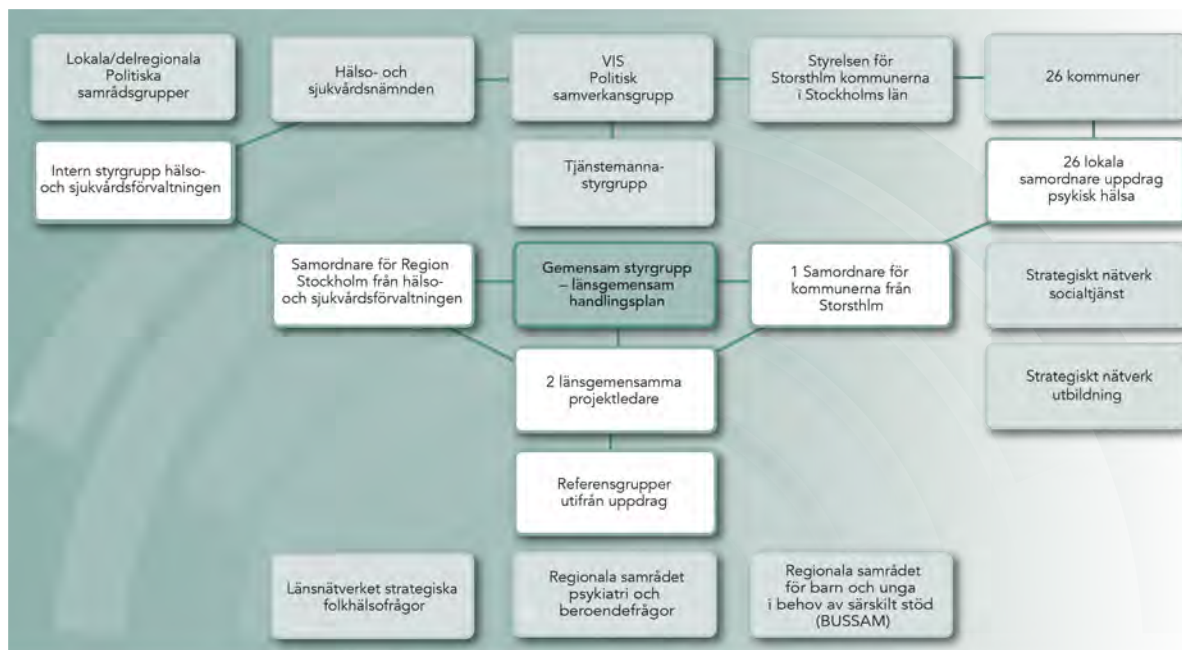 Lokala/delregionala
Politiska
samrådsgrupper
Hälso- och
sjukvårdsnämnden
VIS
Politisk
samverkansgrupp
Styrelsen för
Storsthlm kommunerna
i Stockholms län
26 kommuner
Intern styrgrupp hälso-
och sjukvårdsförvaltningen
Tjänstemanna-
styrgrupp
26 lokala
samordnare uppdrag
psykisk hälsa
Samordnare för Region
Stockholm från hälso-
och sjukvårdsförvaltningen
Gemensam styrgrupp
– länsgemensam
handlingsplan
1 Samordnare för
kommunerna från
Storsthlm
Strategiskt nätverk
socialtjänst
2 länsgemensamma
projektledare
Strategiskt nätverk
utbildning
Referensgrupper
utifrån uppdrag
Länsnätverket strategiska
folkhälsofrågor
Regionala samrådet
psykiatri och
beroendefrågor
Regionala samrådet
för barn och unga
i behov av särskilt stöd
(BUSSAM)